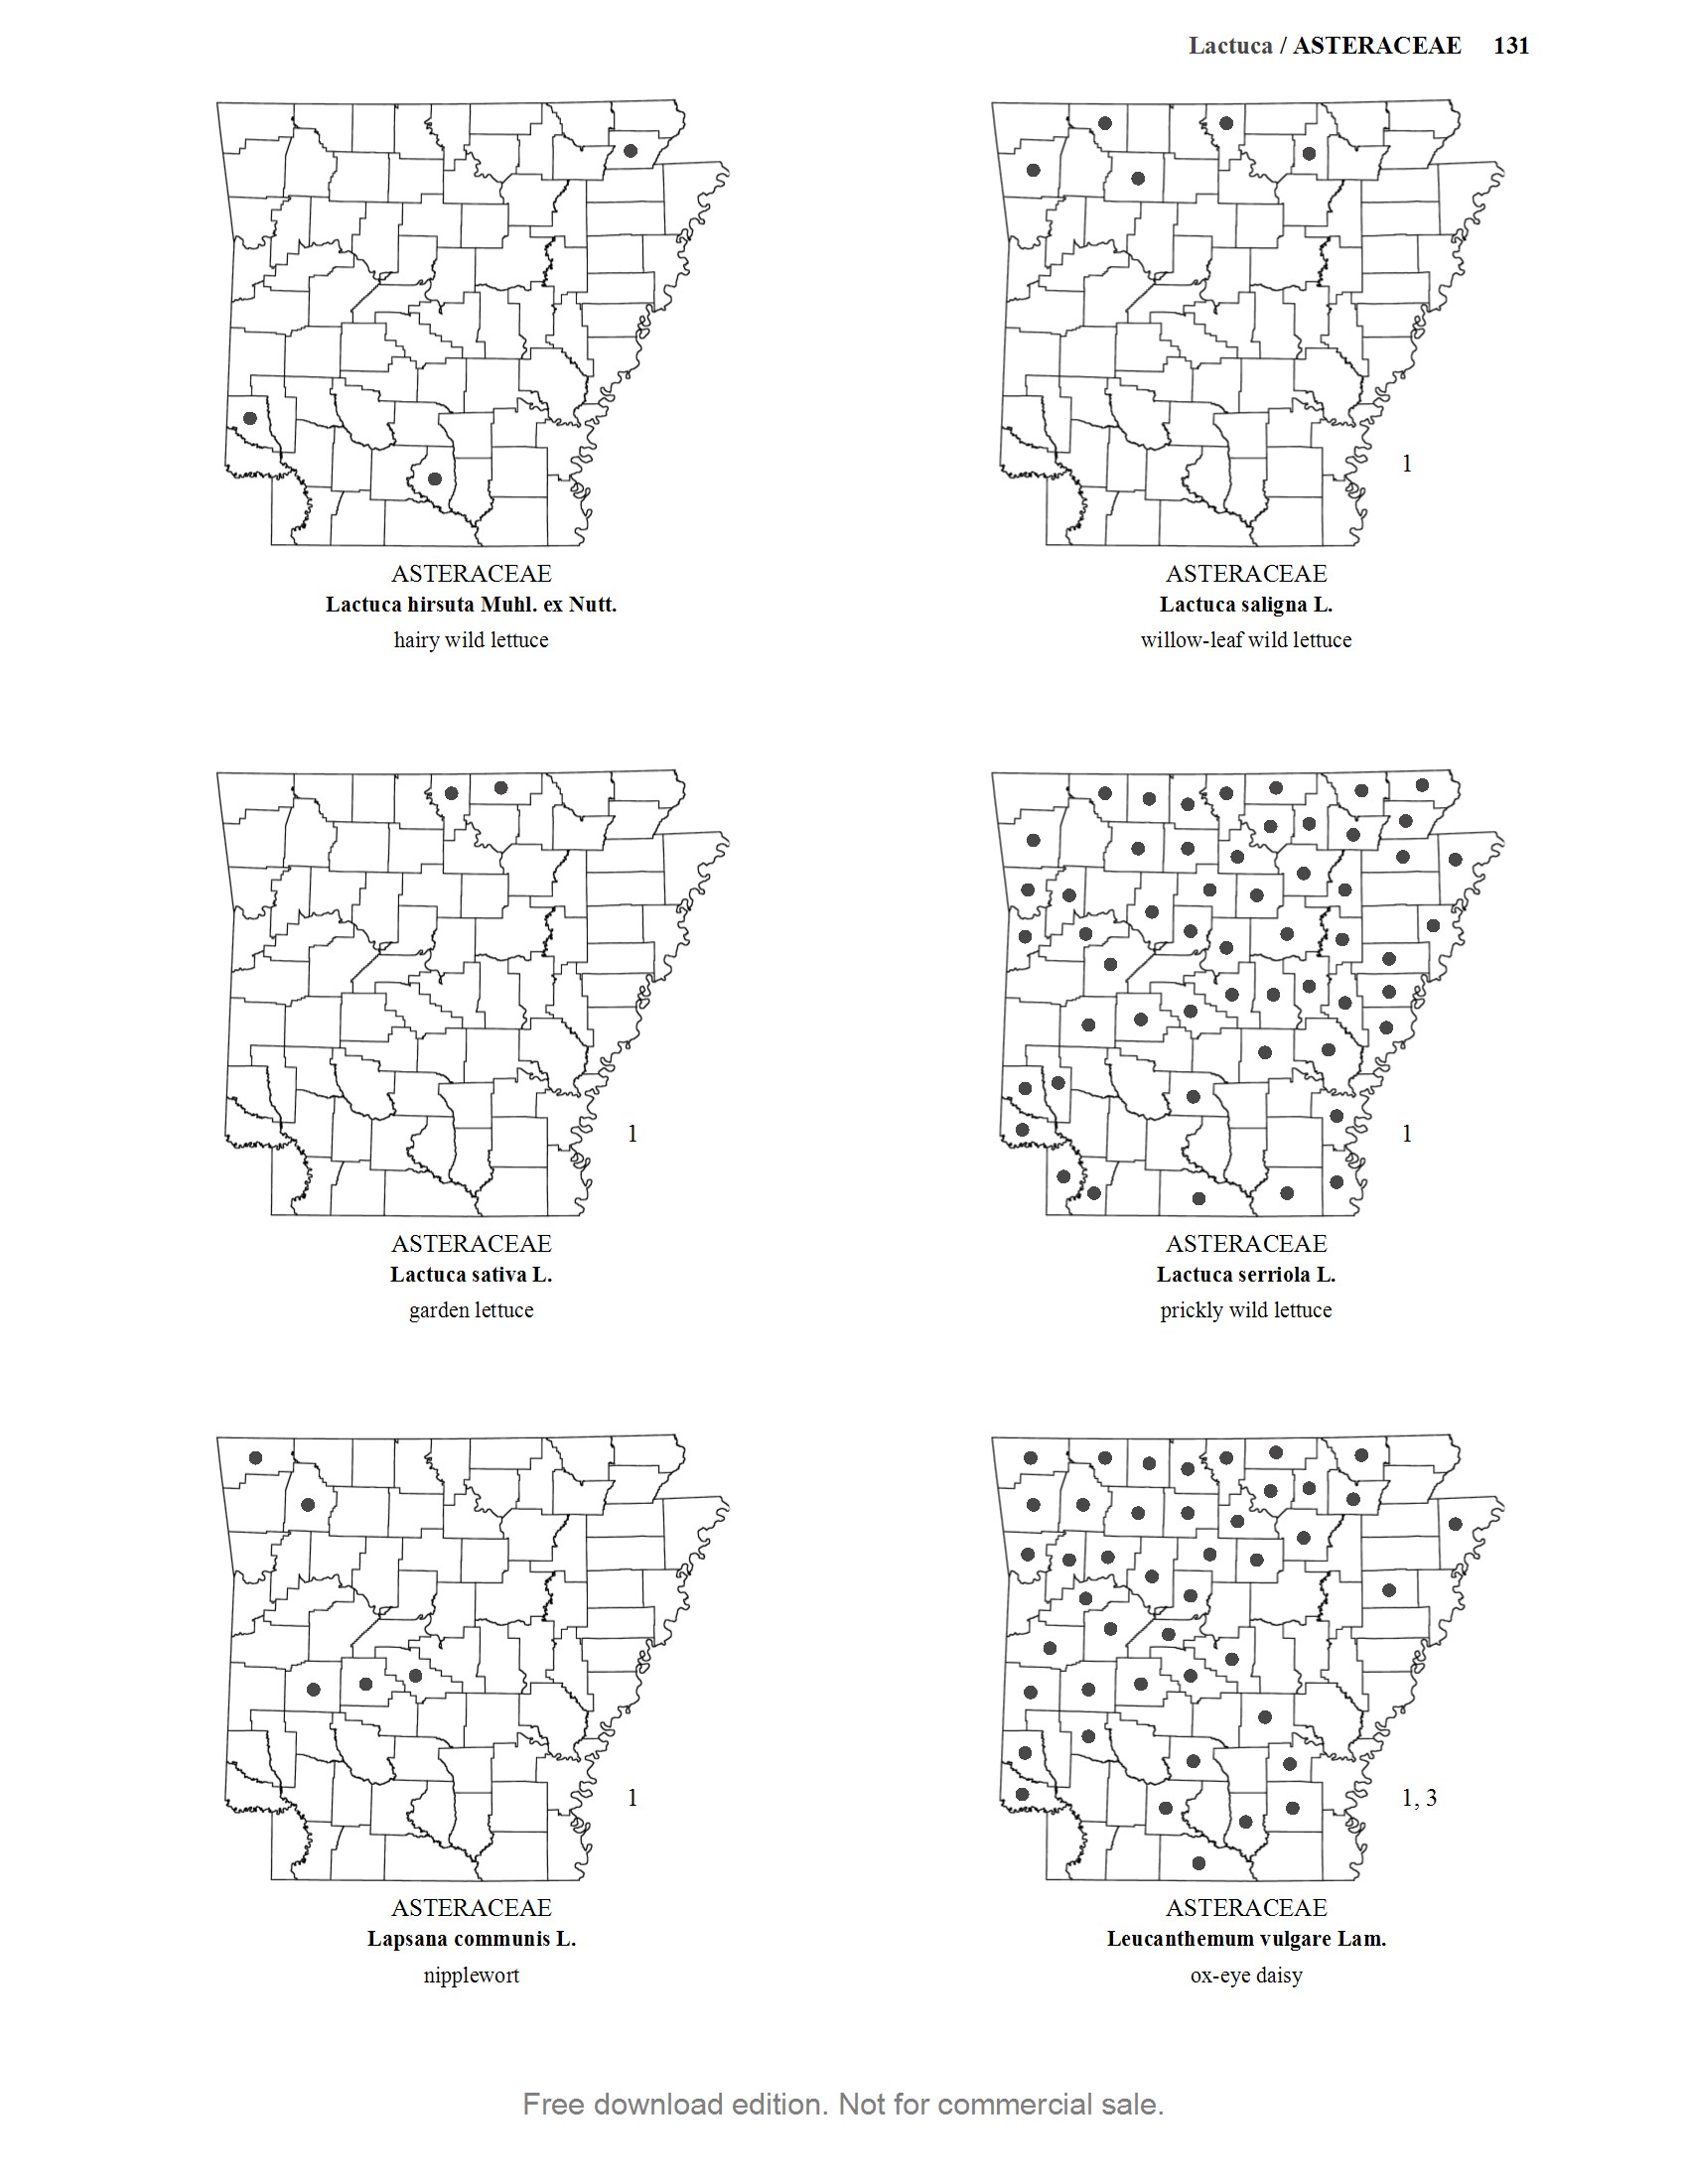 Lactuca / ASTERACEAE 131
ASTERACEAE
Lactuca hirsuta Muhl. ex Nutt.
hairy wild lettuce
1
ASTERACEAE
Lactuca saligna L.
willow-leaf wild lettuce
1
ASTERACEAE
Lactuca sativa L.
garden lettuce
1
ASTERACEAE
Lactuca serriola L.
prickly wild lettuce
1
ASTERACEAE
Lapsana communis L.
nipplewort
1, 3
ASTERACEAE
Leucanthemum vulgare Lam.
ox-eye daisy
Free download edition. Not for commercial sale.